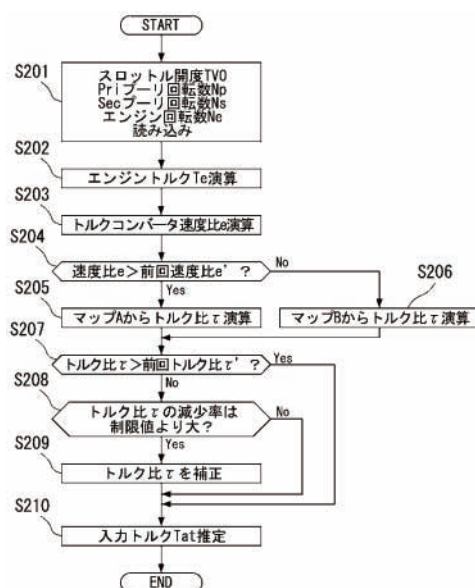 START
S201
スロットル開度TVO
Priプーリ回転数Np
Secプーリ回転数Ns
エンジン回転数Ne
読み込み
S202
エンジントルクTe演算
S203
トルクコンバータ速度比e演算
S204
速度比e>前回速度比e'?
No
Yes
S205
マップAからトルク比τ演算
S206
マップBからトルク比τ演算
S207
トルク比τ>前回トルク比τ'?
Yes
No
S208
トルク比τの減少率は
制限値より大?
No
Yes
S209
トルク比τを補正
S210
入力トルクTat推定
END